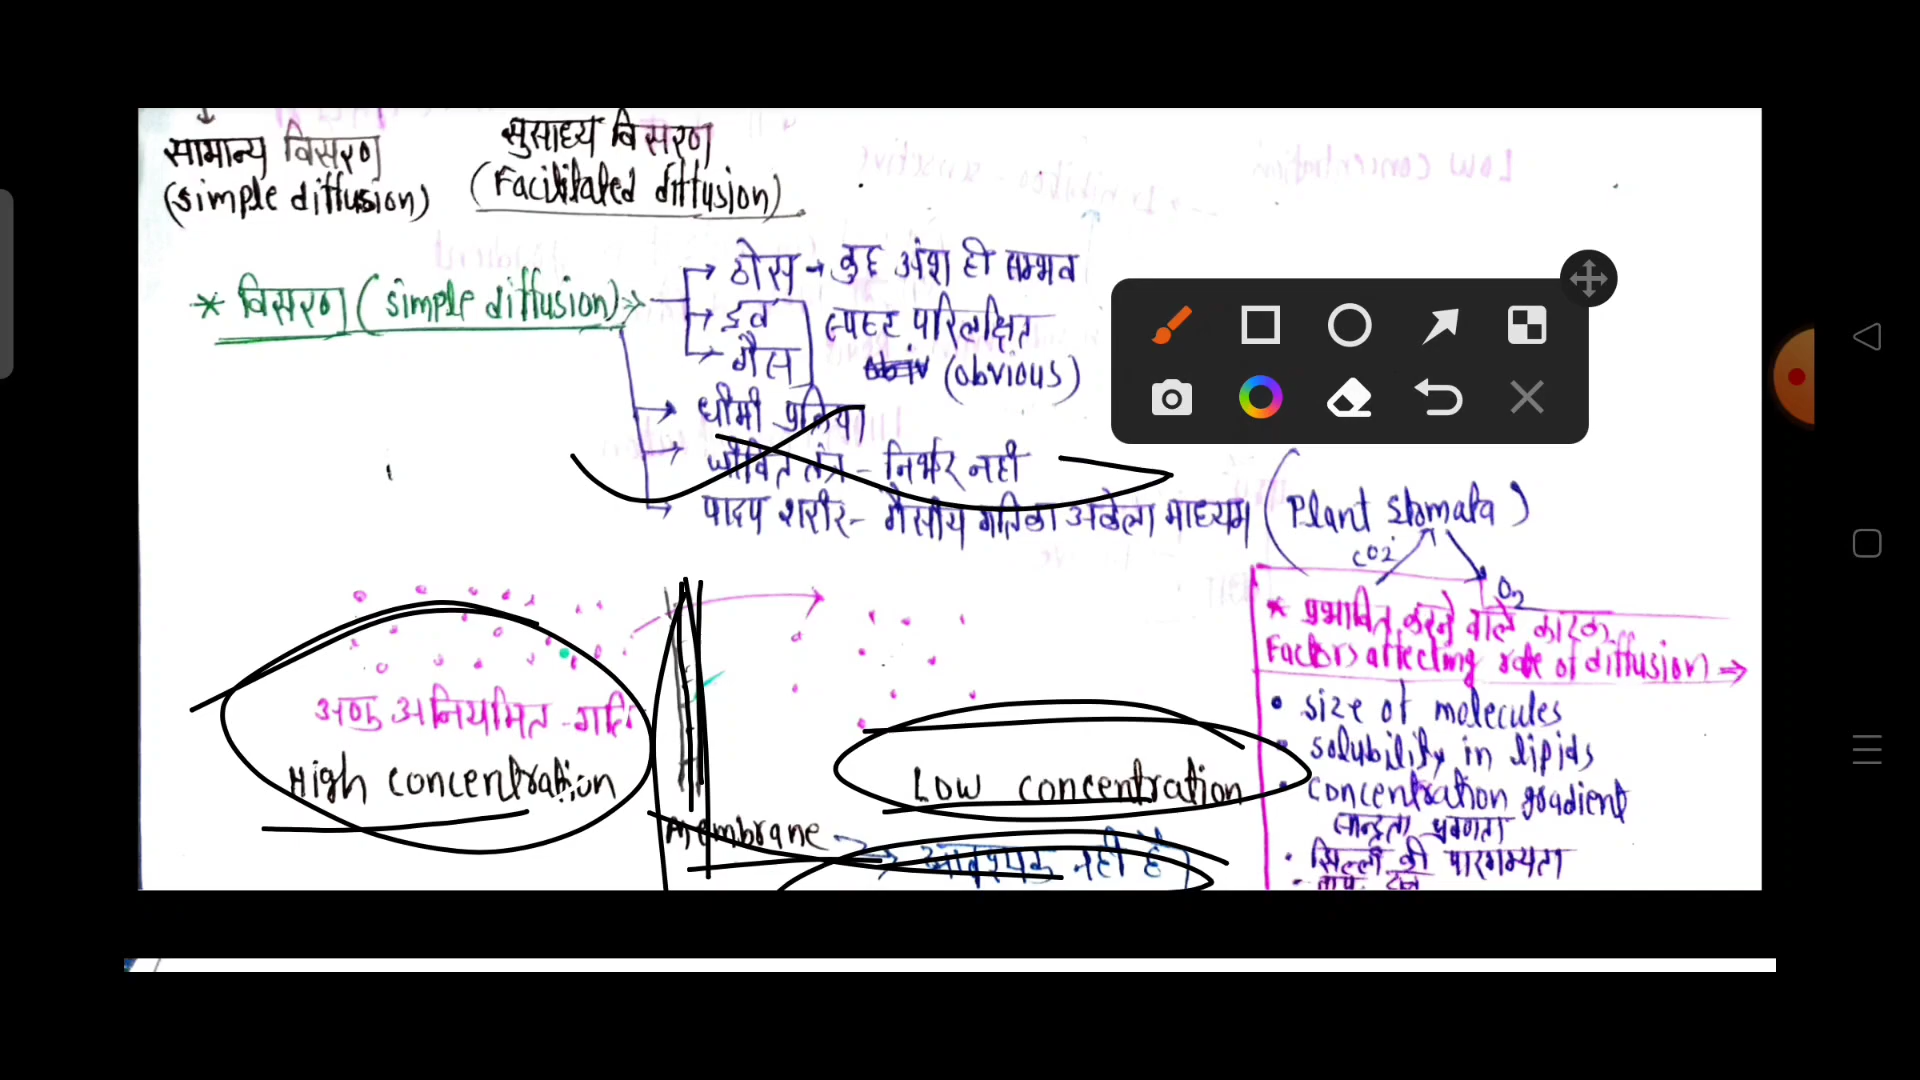 सामान्य विसरण
(simple diffusion)
सुसाध्य विसरण
(Facilitated diffusion)
* विसरण (simple diffusion)
ठोस → कुछ अंश ही सम्भव
द्रव
गैस
स्पष्ट परिलक्षित
(obvious)
धीमी प्रक्रिया
जीवित तंत्र - निर्भर नही
पादप शरीर - गैसीय गति का अकेला माध्यम (Plant stomata)
CO2
O2
अणु अनियमित - गति
High concentration
Low concentration
membrane → आवश्यक नही है
* प्रभावित करने वाले कारक
Factors affecting rate of diffusion →
• size of molecules
• solubility in lipids
• concentration gradient
सान्द्रता प्रवणता
• झिल्ली की पारगम्यता
• ताप
Low concentration